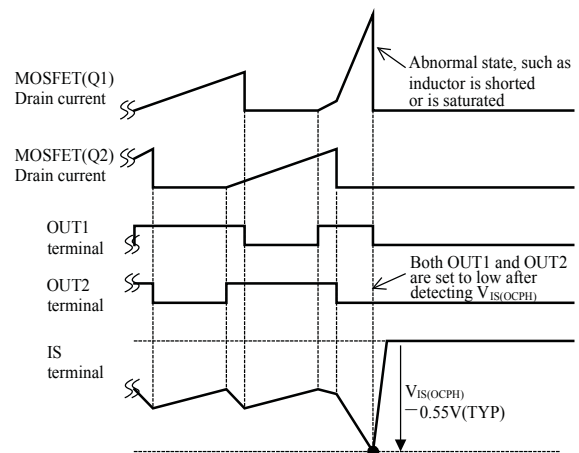 MOSFET(Q1)
Drain current
Abnormal state, such as
inductor is shorted
or is saturated
MOSFET(Q2)
Drain current
OUT1
terminal
Both OUT1 and OUT2
are set to low after
detecting VIS(OCPH)
OUT2
terminal
IS
terminal
VIS(OCPH)
−0.55V(TYP)